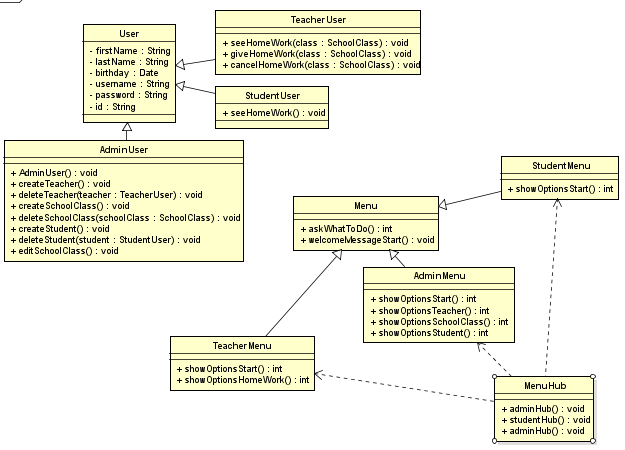 User
- firstName : String
- lastName : String
- birthday : Date
- username : String
- password : String
- id : String
TeacherUser
+ seeHomeWork(class : SchoolClass) : void
+ giveHomeWork(class : SchoolClass) : void
+ cancelHomeWork(class : SchoolClass) : void
StudentUser
+ seeHomeWork() : void
AdminUser
+ AdminUser() : void
+ createTeacher() : void
+ deleteTeacher(teacher : TeacherUser) : void
+ createSchoolClass() : void
+ deleteSchoolClass(schoolClass : SchoolClass) : void
+ createStudent() : void
+ deleteStudent(student : StudentUser) : void
+ editSchoolClass() : void
StudentMenu
+ showOptionsStart() : int
Menu
+ askWhatToDo() : int
+ welcomeMessageStart() : void
AdminMenu
+ showOptionsStart() : int
+ showOptionsTeacher() : int
+ showOptionsSchoolClass() : int
+ showOptionsStudent() : int
TeacherMenu
+ showOptionsStart() : int
+ showOptionsHomeWork() : int
MenuHub
+ adminHub() : void
+ studentHub() : void
+ adminHub() : void